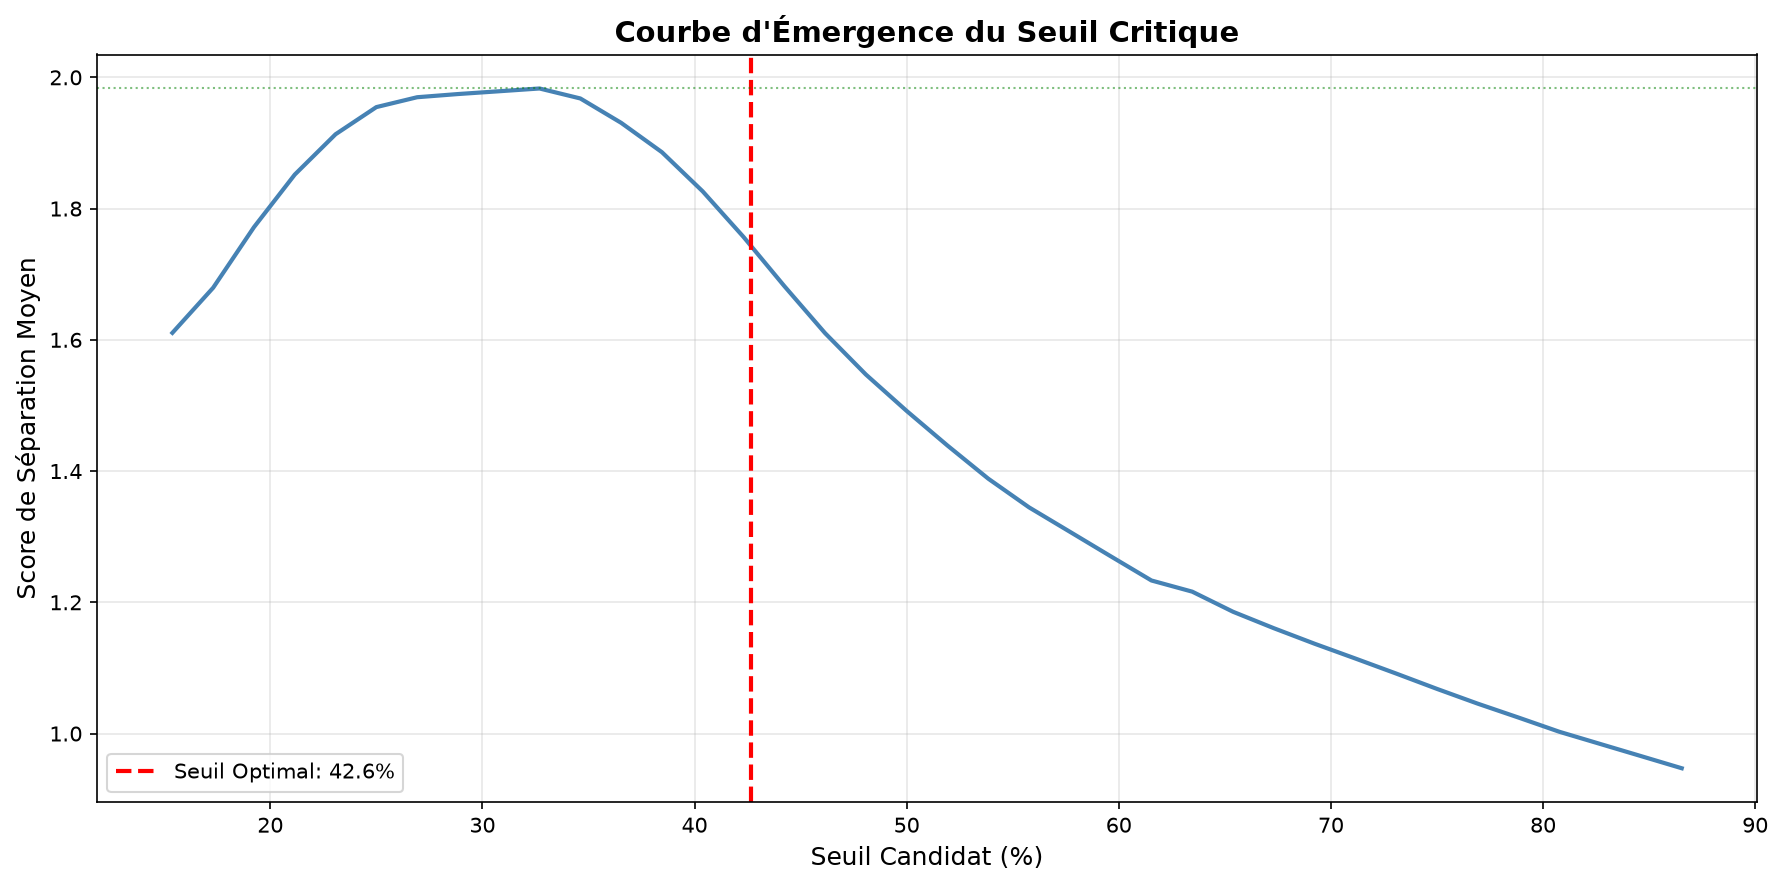 Courbe d'Émergence du Seuil Critique
Score de Séparation Moyen
2.0
1.8
1.6
1.4
1.2
1.0
Seuil Optimal: 42.6%
20 30 40 50 60 70 80 90
Seuil Candidat (%)